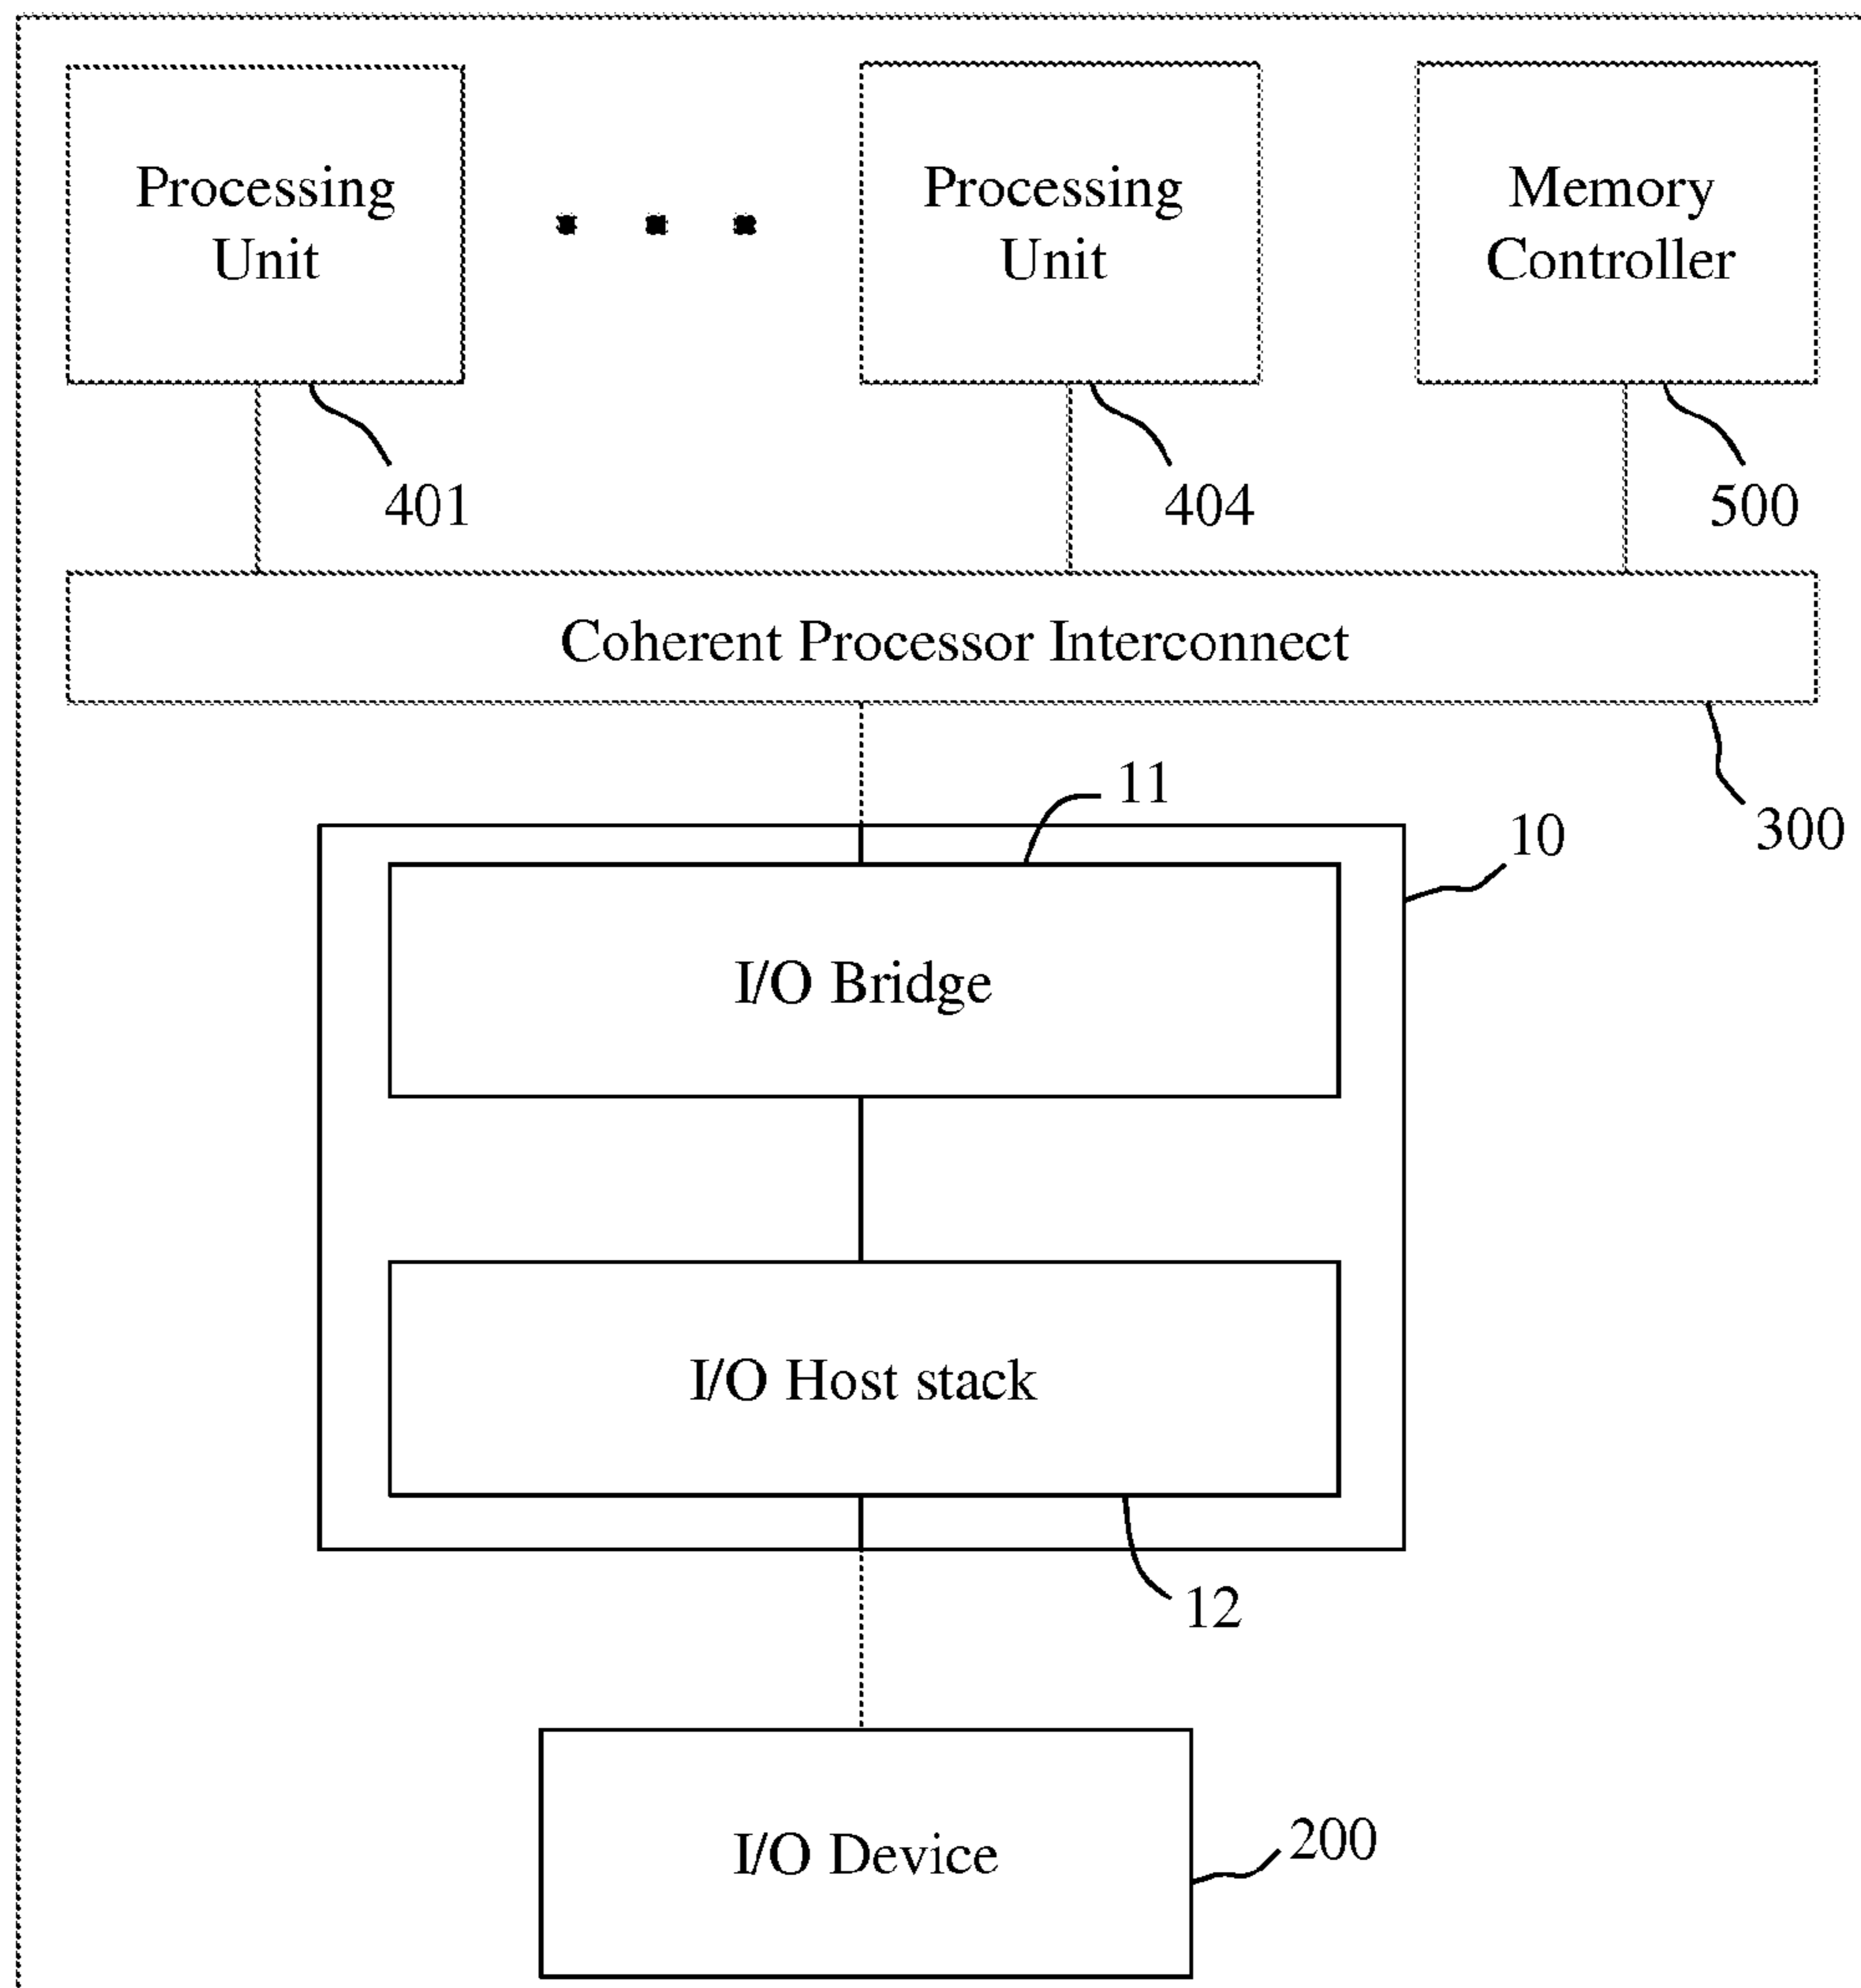 Processing
Unit
Processing
Unit
Memory
Controller
401
404
500
Coherent Processor Interconnect
300
11
10
I/O Bridge
I/O Host stack
12
I/O Device
200